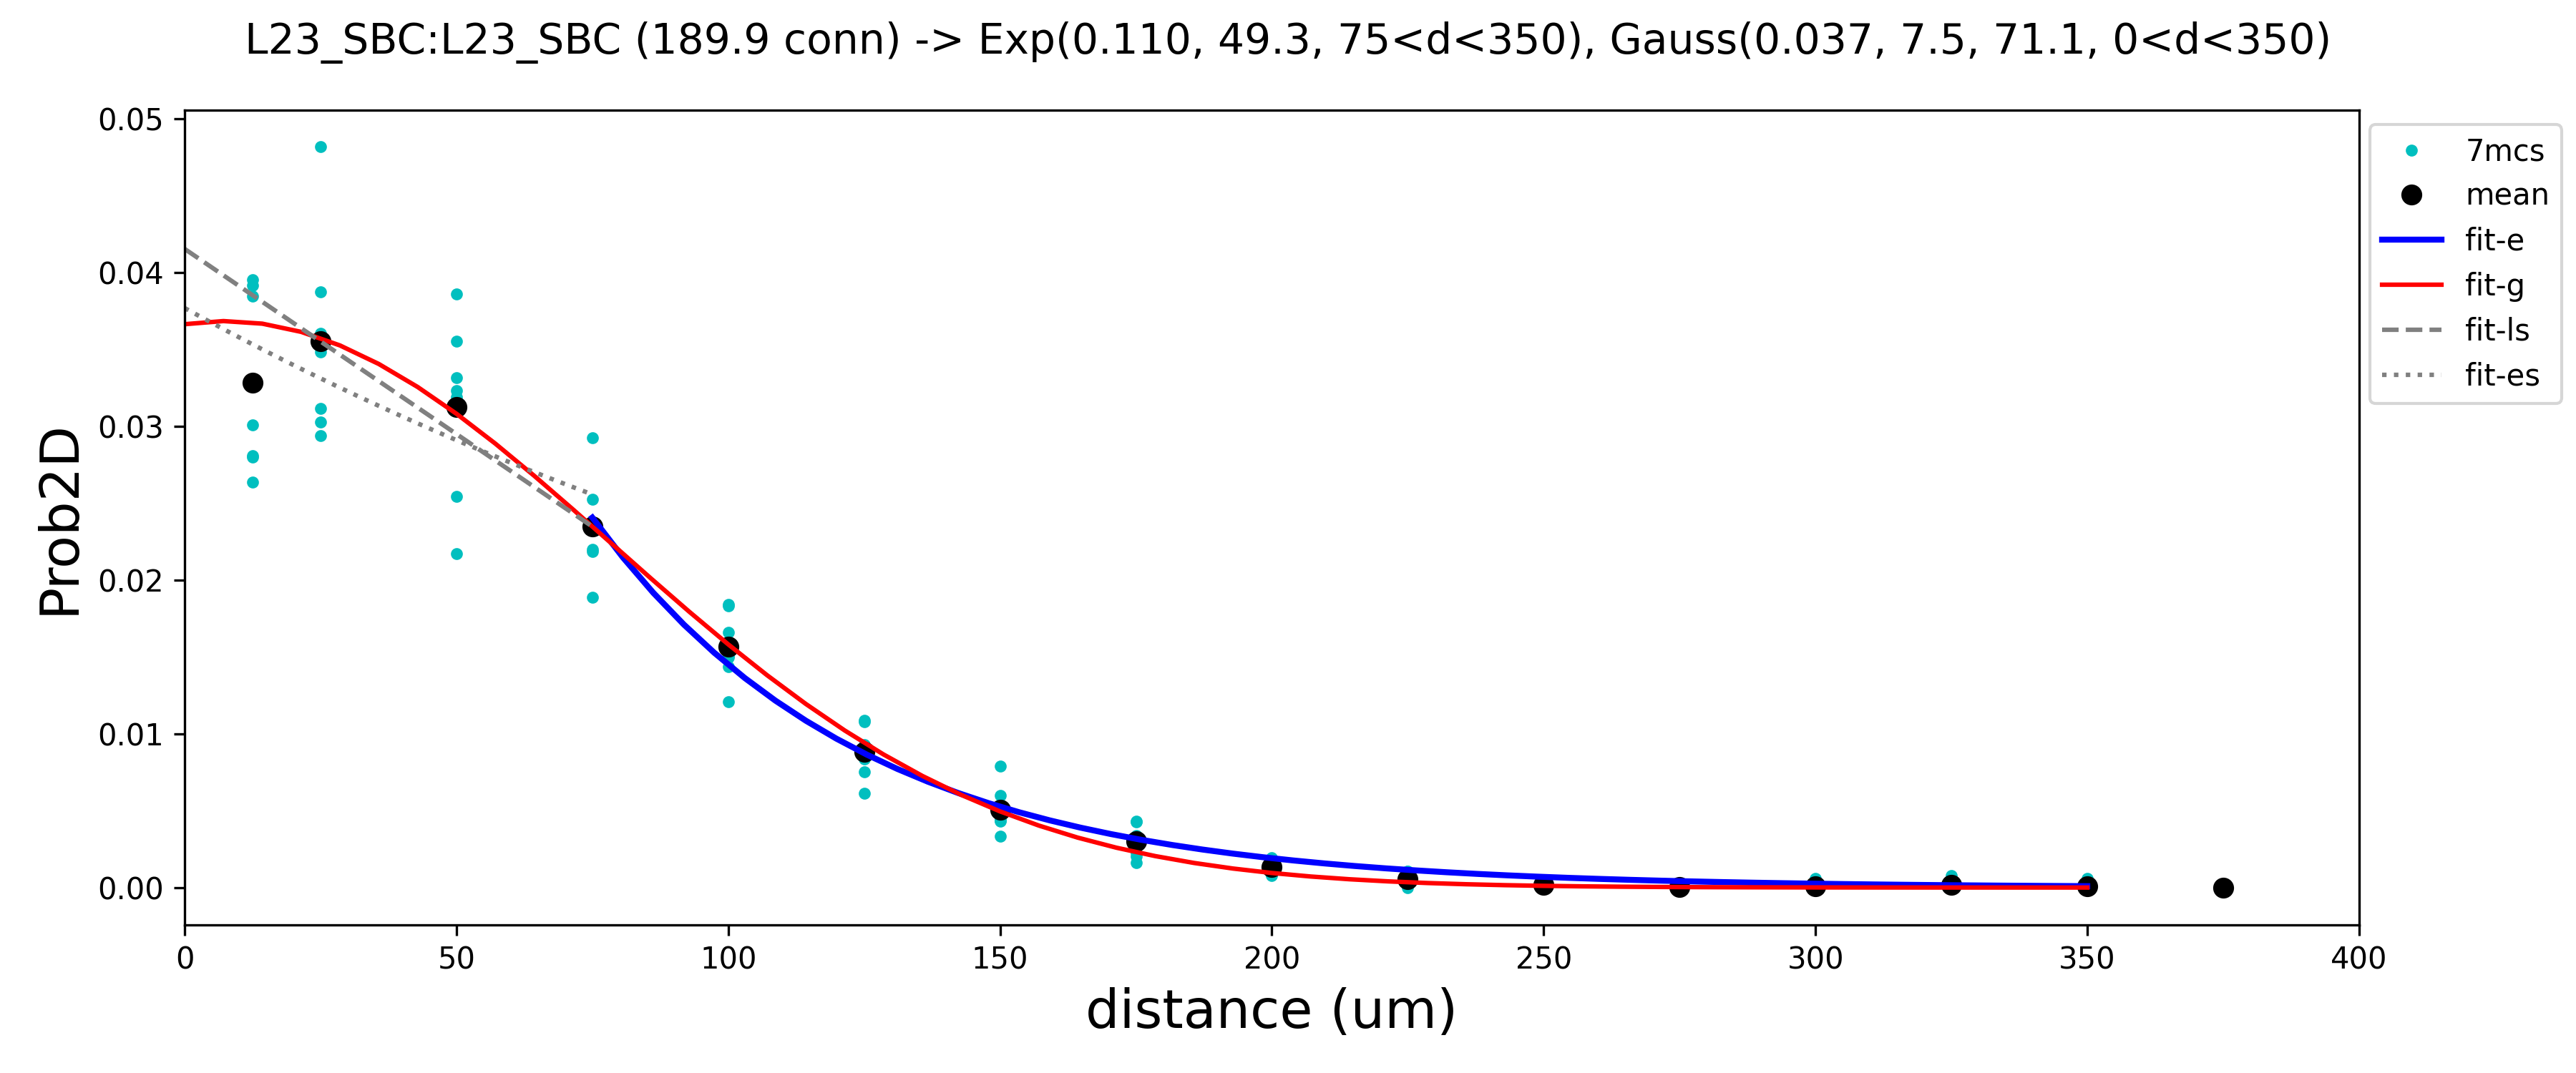 L23_SBC:L23_SBC (189.9 conn) -> Exp(0.110, 49.3, 75<d<350), Gauss(0.037, 7.5, 71.1, 0<d<350)
0.05
0.04
0.03
0.02
0.01
0.00
Prob2D
0 50 100 150 200 250 300 350 400
distance (um)
7mcs
mean
fit-e
fit-g
fit-ls
fit-es